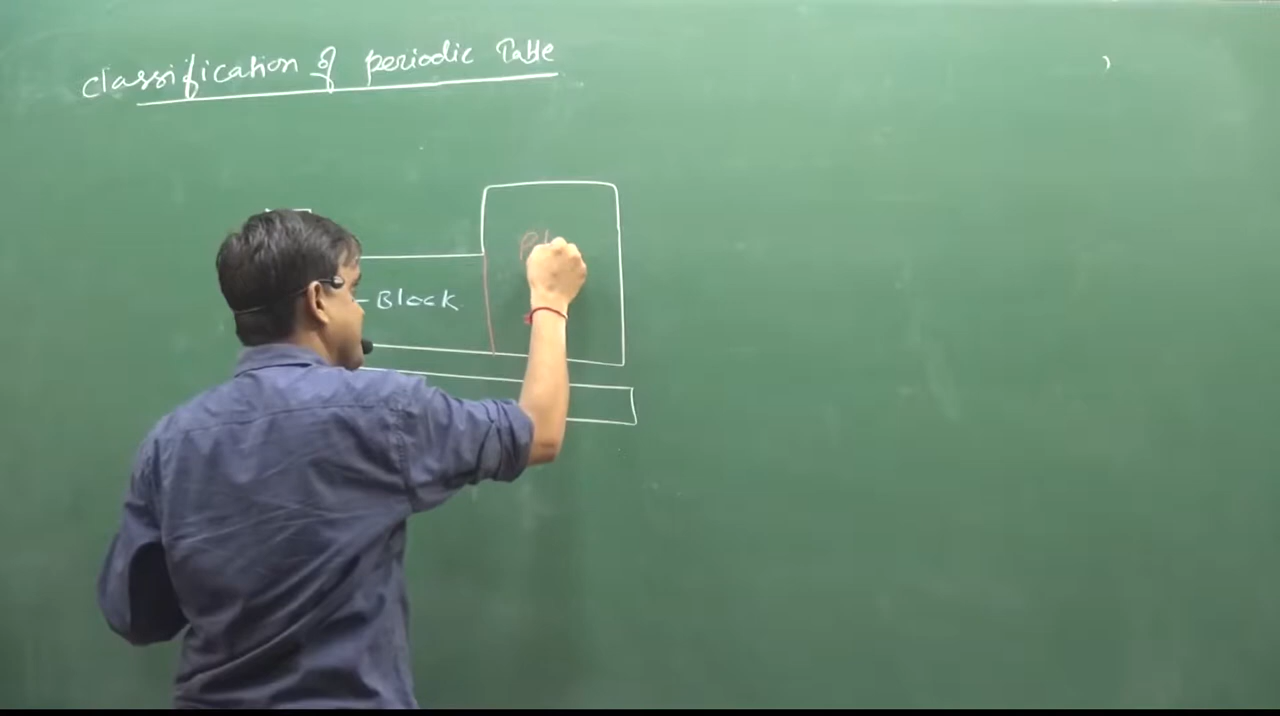 classification of periodic Table
P
- Block